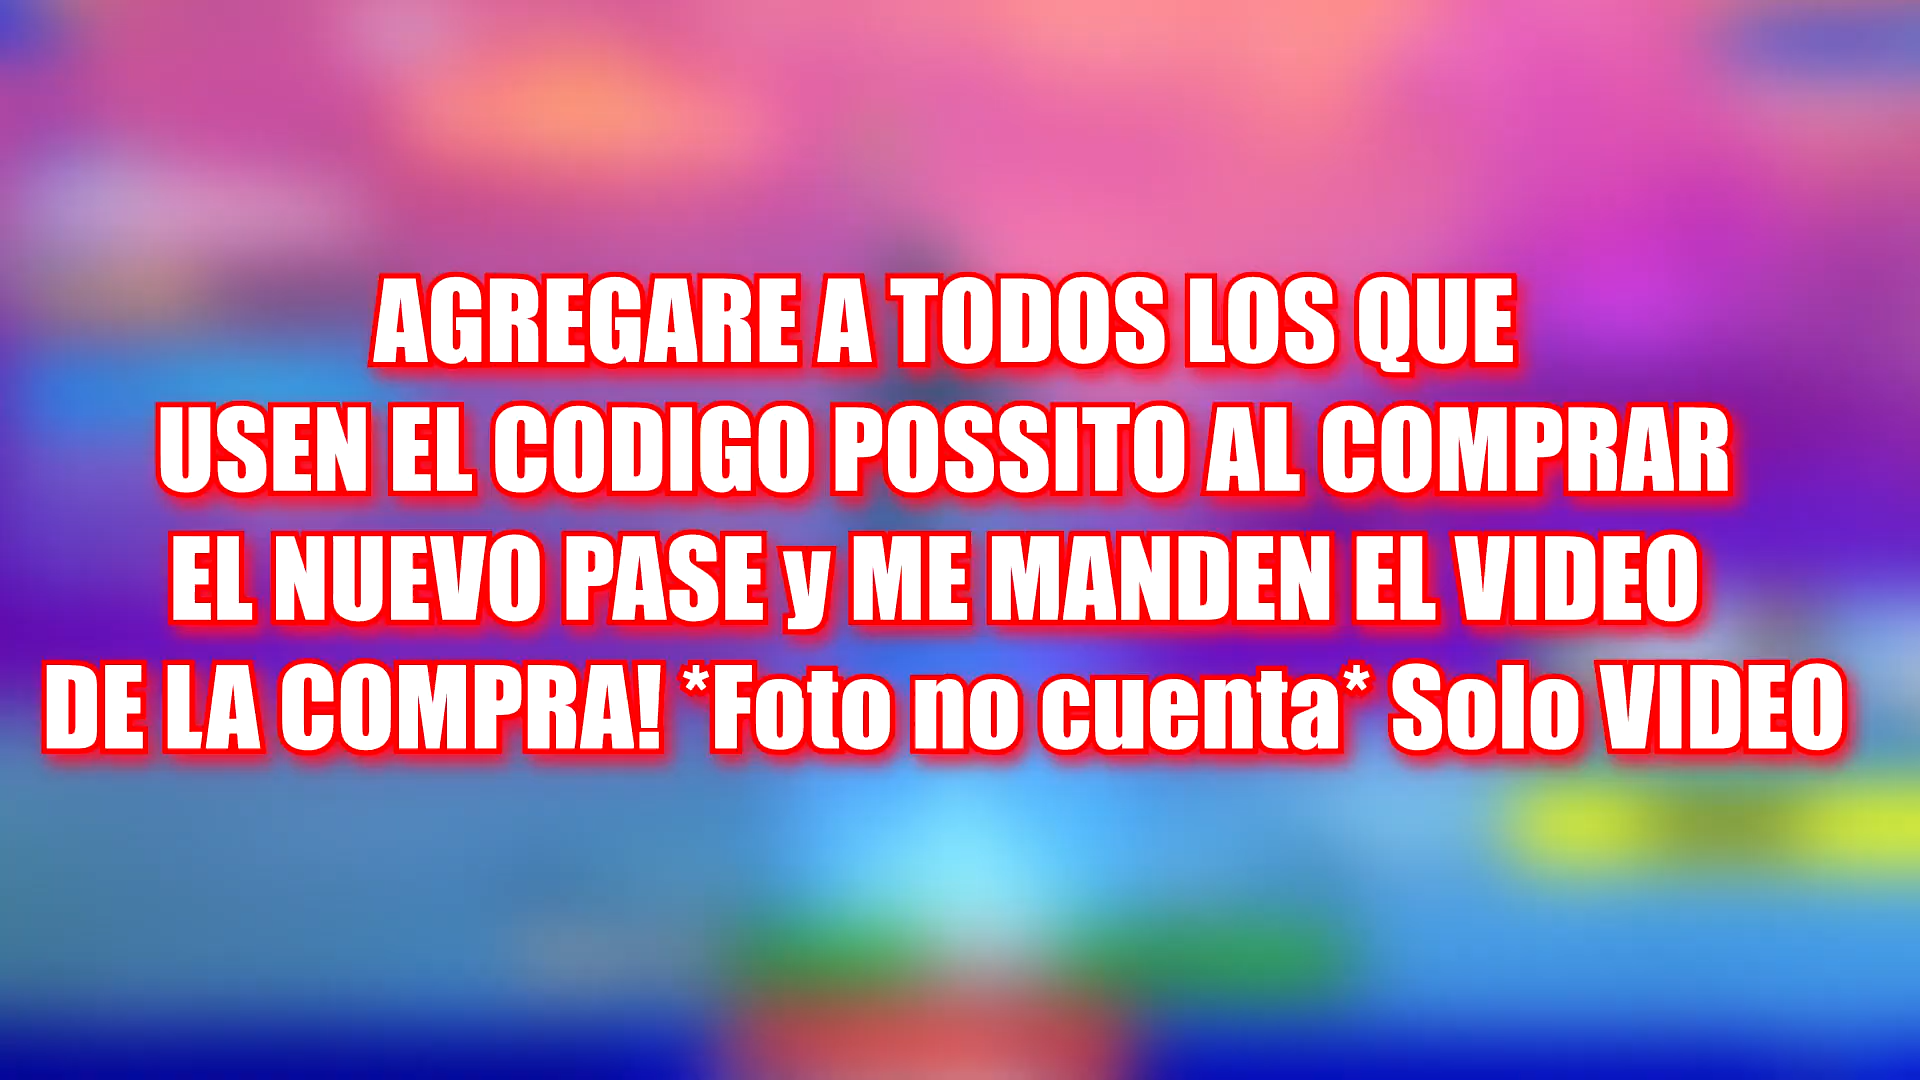 AGREGARE A TODOS LOS QUE
USEN EL CODIGO POSSITO AL COMPRAR
EL NUEVO PASE y ME MANDEN EL VIDEO
DE LA COMPRA! *Foto no cuenta* Solo VIDEO